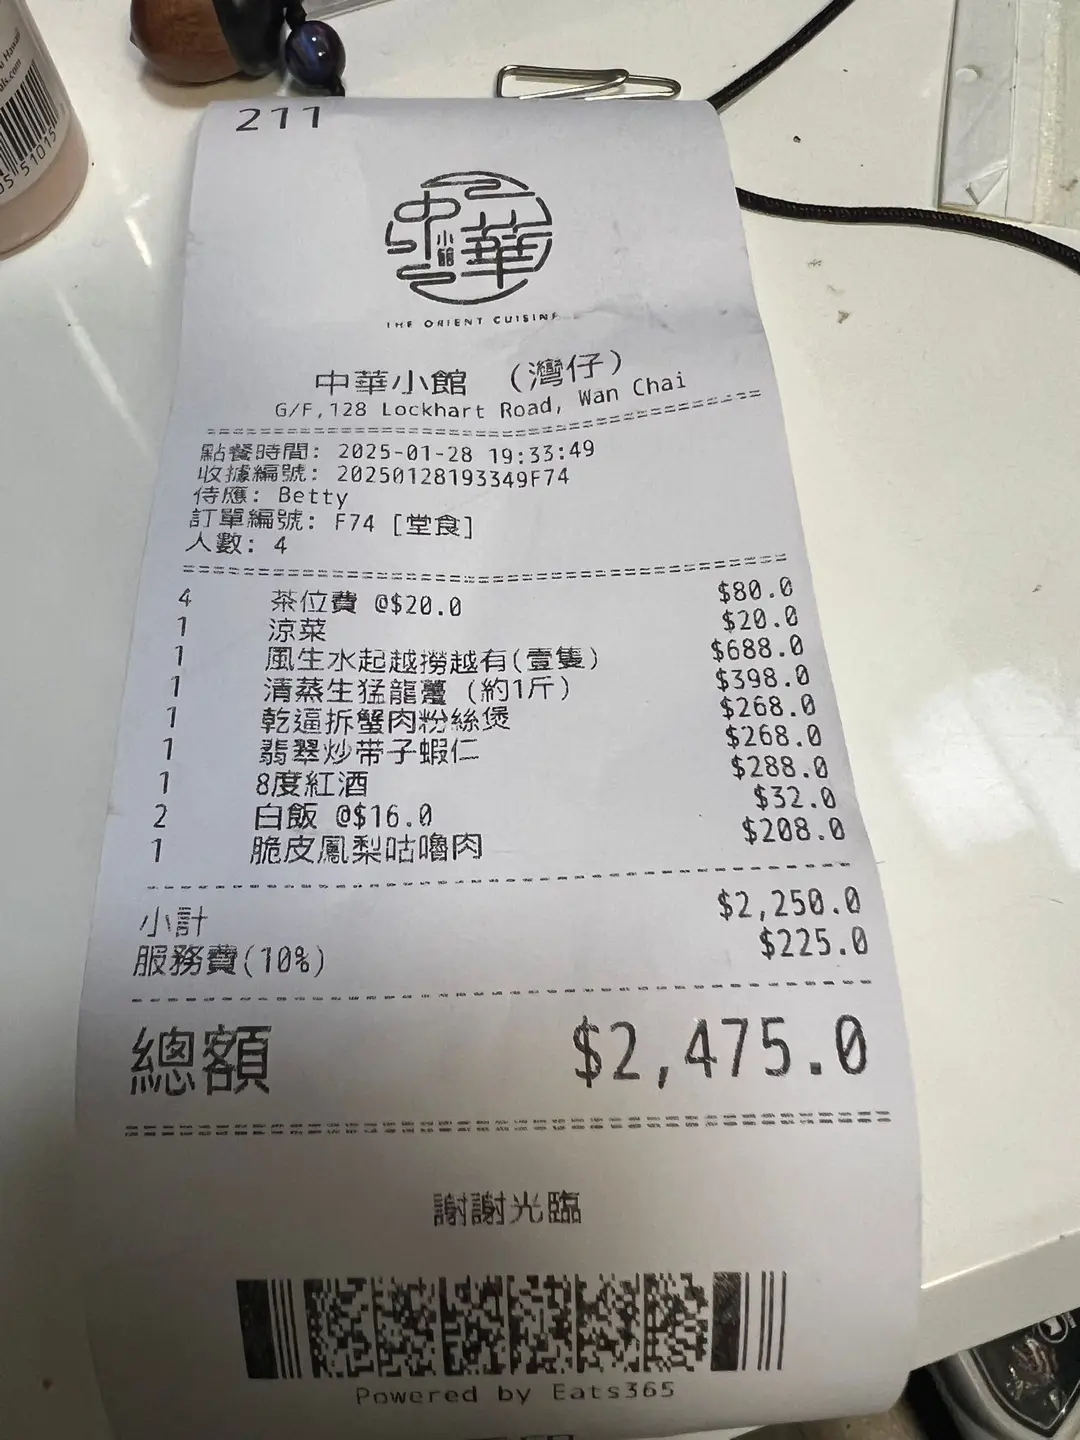 211
中華
小館
THE ORIENT CUISINE
中華小館 （灣仔）
G/F,128 Lockhart Road, Wan Chai
點餐時間: 2025-01-28 19:33:49
收據編號: 20250128193349F74
侍應: Betty
訂單編號: F74 [堂食]
人數: 4
4 茶位費 @$20.0 $80.0
1 涼菜 $20.0
1 風生水起越撈越有(壹隻) $688.0
1 清蒸生猛龍躉 (約1斤) $398.0
1 乾逼拆蟹肉粉絲煲 $268.0
1 翡翠炒带子蝦仁 $268.0
1 8度紅酒 $288.0
2 白飯 @$16.0 $32.0
1 脆皮鳳梨咕嚕肉 $208.0
小計 $2,250.0
服務費(10%) $225.0
總額 $2,475.0
謝謝光臨
Powered by Eats365